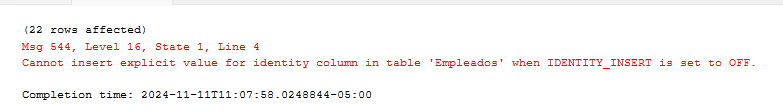 (22 rows affected)
Msg 544, Level 16, State 1, Line 4
Cannot insert explicit value for identity column in table 'Empleados' when IDENTITY_INSERT is set to OFF.
Completion time: 2024-11-11T11:07:58.0248844-05:00